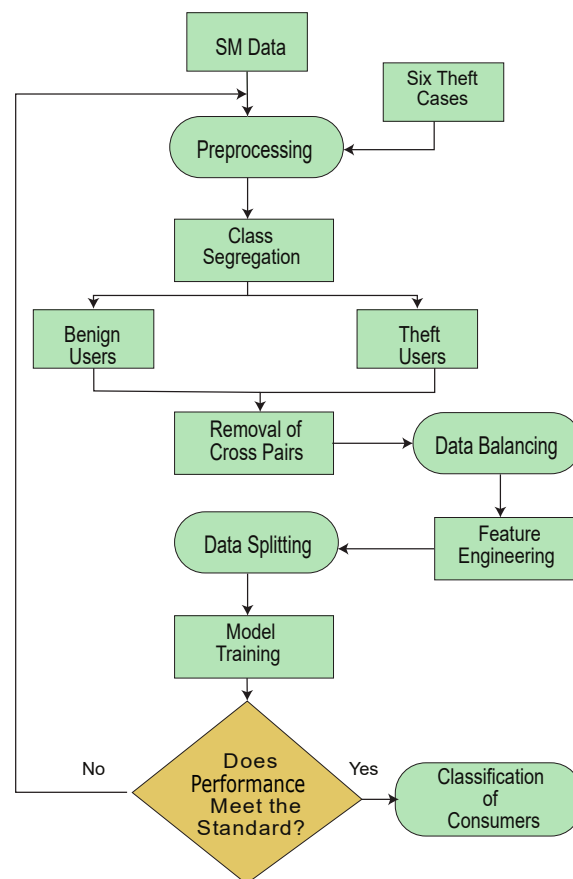 SM Data
Six Theft
Cases
Preprocessing
Class
Segregation
Benign
Users
Theft
Users
Removal of
Cross Pairs
Data Balancing
Feature
Engineering
Data Splitting
Model
Training
No
Does
Performance
Meet the
Standard?
Yes
Classification
of
Consumers